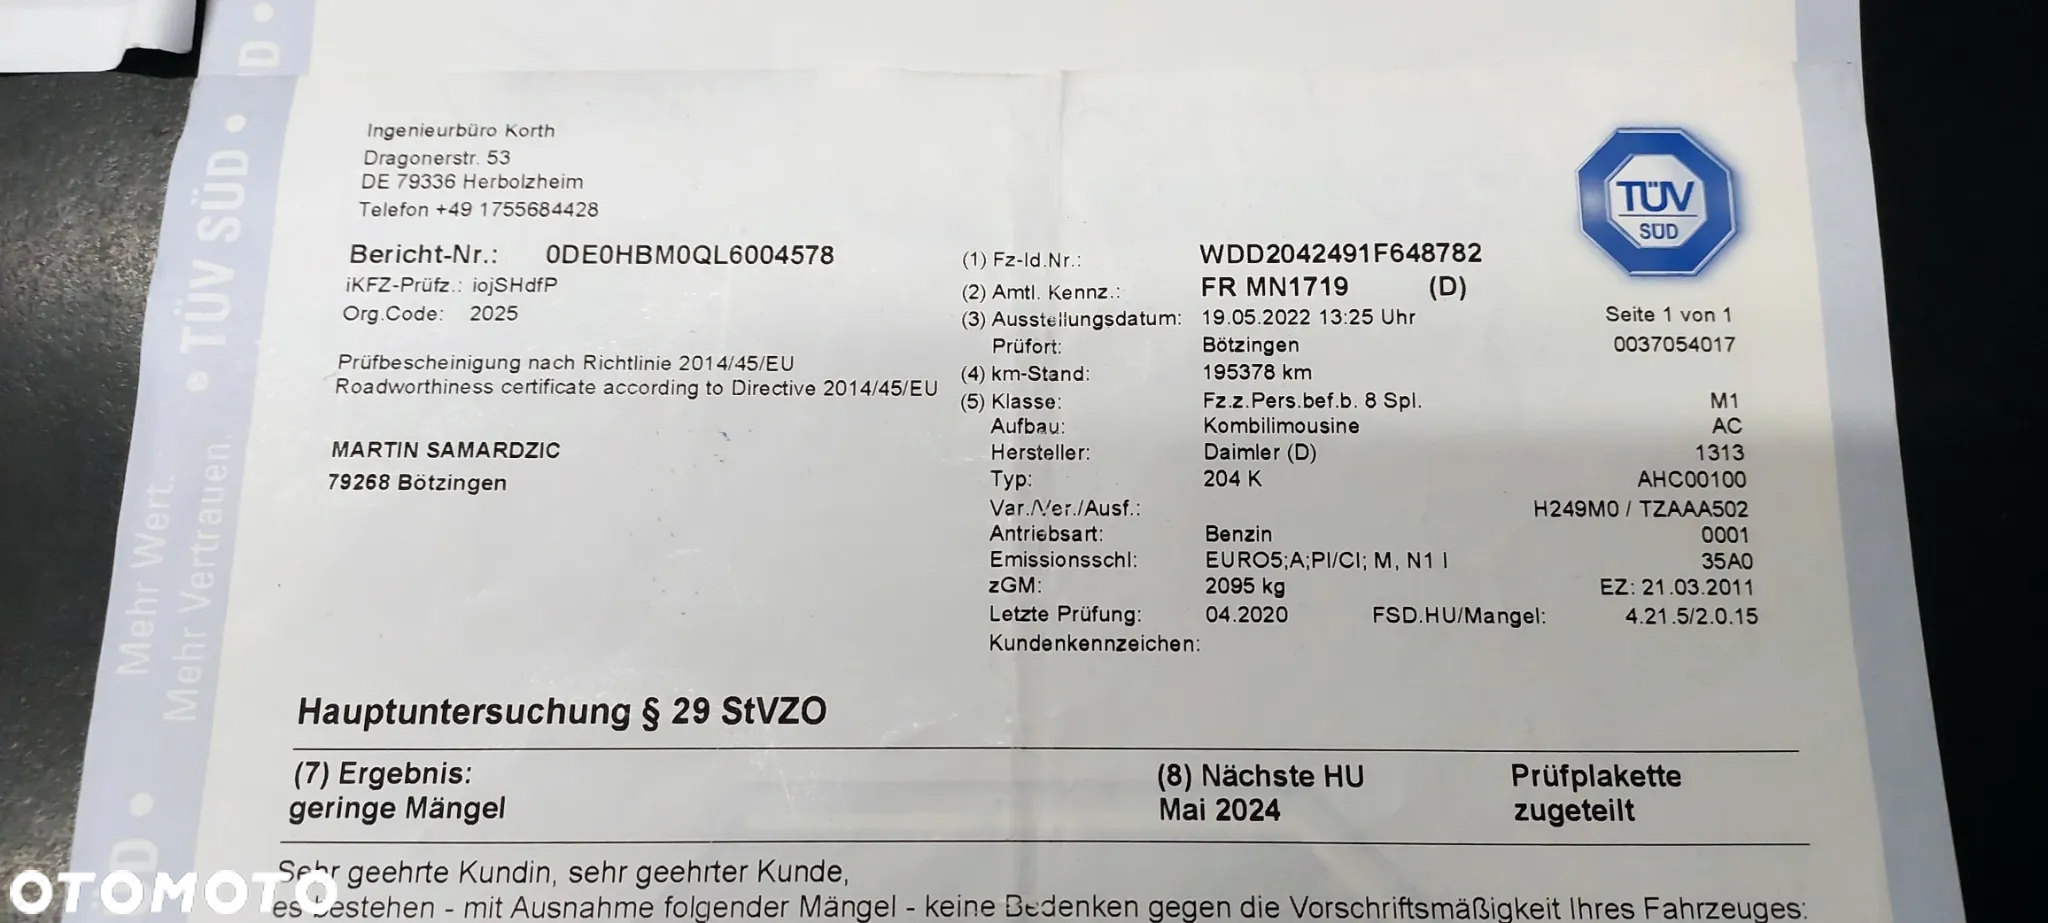 D
TÜV SÜD
Mehr Wert.
Mehr Vertrauen.
Ingenieurbüro Korth
Dragonerstr. 53
DE 79336 Herbolzheim
Telefon +49 1755684428
Bericht-Nr.: 0DE0HBM0QL6004578
iKFZ-Prüfz.: iojSHdfP
Org.Code: 2025
Prüfbescheinigung nach Richtlinie 2014/45/EU
Roadworthiness certificate according to Directive 2014/45/EU
MARTIN SAMARDZIC
79268 Bötzingen
(1) Fz-Id.Nr.: WDD2042491F648782
(2) Amtl. Kennz.: FR MN1719 (D)
(3) Ausstellungsdatum: 19.05.2022 13:25 Uhr
Prüfort: Bötzingen
(4) km-Stand: 195378 km
(5) Klasse: Fz.z.Pers.bef.b. 8 Spl. M1
Aufbau: Kombilimousine AC
Hersteller: Daimler (D) 1313
Typ: 204 K AHC00100
Var./Ver./Ausf.: H249M0 / TZAAA502
Antriebsart: Benzin 0001
Emissionsschl: EURO5;A;PI/CI; M, N1 I 35A0
zGM: 2095 kg EZ: 21.03.2011
Letzte Prüfung: 04.2020 FSD.HU/Mangel: 4.21.5/2.0.15
Kundenkennzeichen:
TÜV
SÜD
Seite 1 von 1
0037054017
Hauptuntersuchung § 29 StVZO
(7) Ergebnis: (8) Nächste HU Prüfplakette
geringe Mängel Mai 2024 zugeteilt
Sehr geehrte Kundin, sehr geehrter Kunde,
es bestehen - mit Ausnahme folgender Mängel - keine Bedenken gegen die Vorschriftsmäßigkeit Ihres Fahrzeuges:
ÜD
OTOMOTO